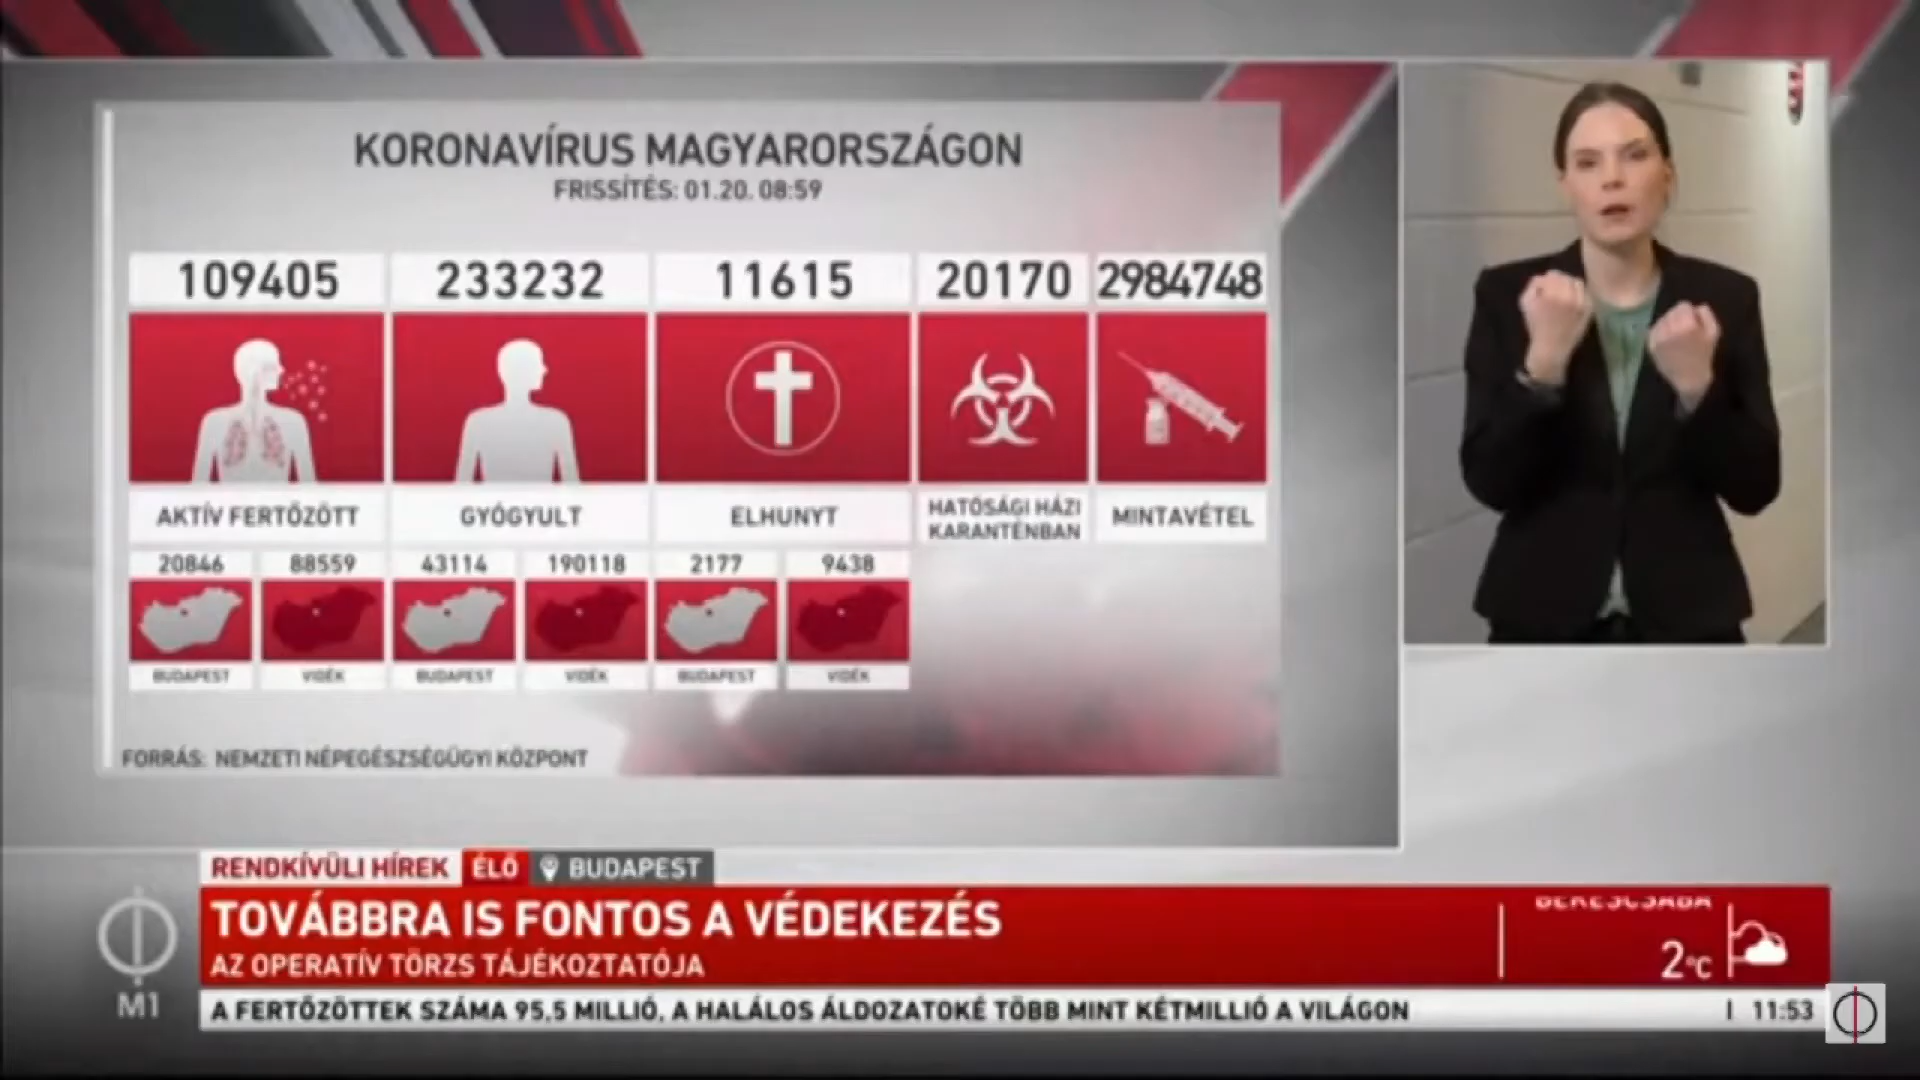 KORONAVÍRUS MAGYARORSZÁGON
FRISSÍTÉS: 01.20. 08:59
109405
233232
11615
20170
2984748
AKTÍV FERTŐZÖTT
GYÓGYULT
ELHUNYT
HATÓSÁGI HÁZI
KARANTÉNBAN
MINTAVÉTEL
20846
88559
43114
190118
2177
9438
BUDAPEST
VIDÉK
BUDAPEST
VIDÉK
BUDAPEST
VIDÉK
FORRÁS: NEMZETI NÉPEGÉSZSÉGÜGYI KÖZPONT
RENDKÍVÜLI HÍREK ÉLŐ BUDAPEST
TOVÁBBRA IS FONTOS A VÉDEKEZÉS
AZ OPERATÍV TÖRZS TÁJÉKOZTATÓJA
BÉKÉSCSABA
2°C
M1
A FERTŐZÖTTEK SZÁMA 95,5 MILLIÓ, A HALÁLOS ÁLDOZATOKÉ TÖBB MINT KÉTMILLIÓ A VILÁGON
11:53